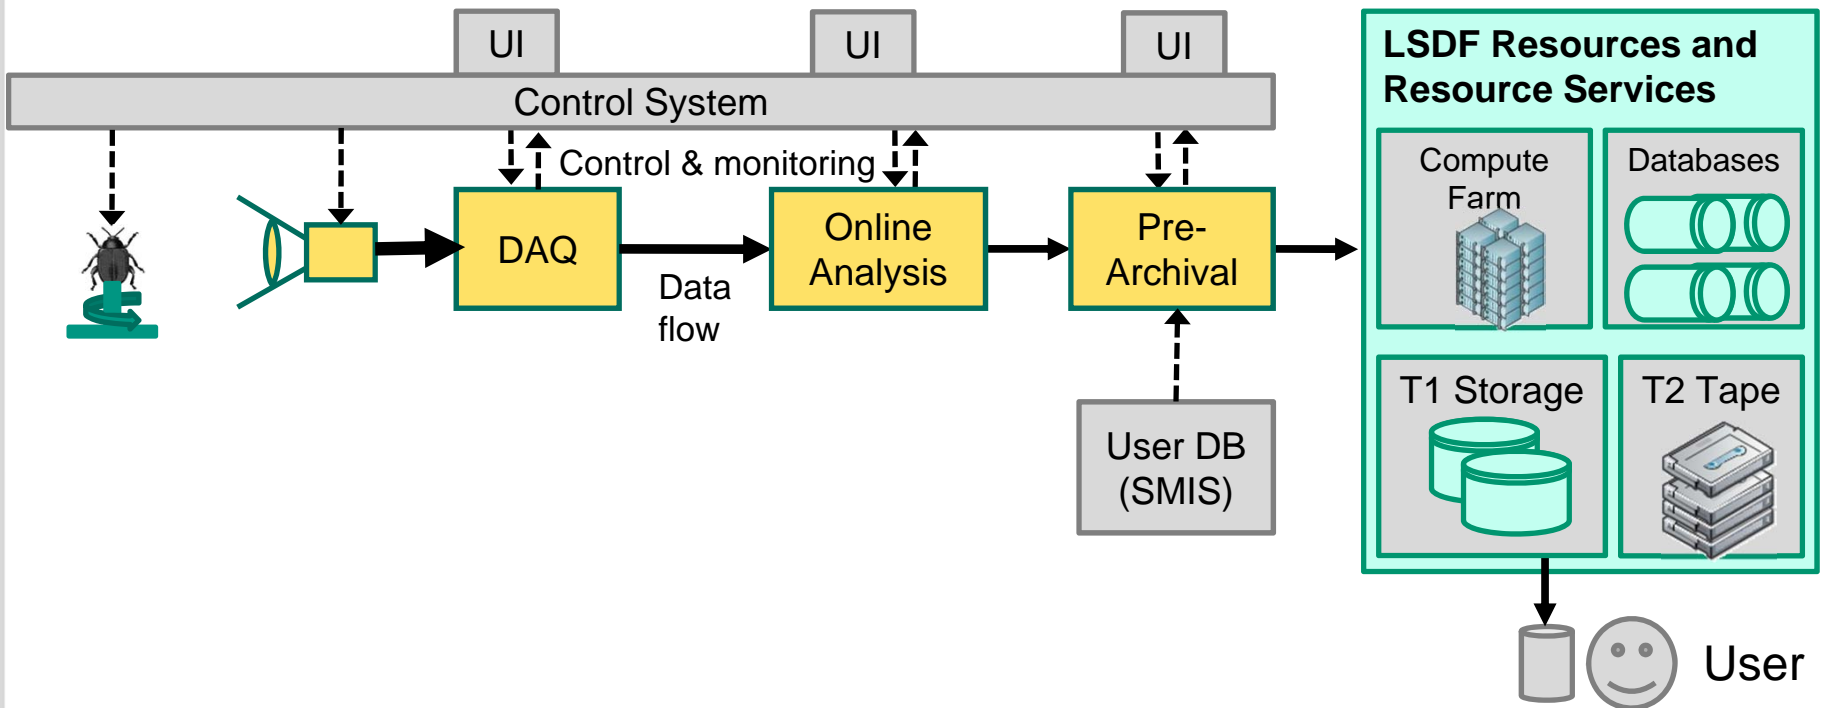 UI
UI
UI
Control System
Control & monitoring
DAQ
Data
flow
Online
Analysis
Pre-
Archival
User DB
(SMIS)
LSDF Resources and
Resource Services
Compute
Farm
Databases
T1 Storage
T2 Tape
User